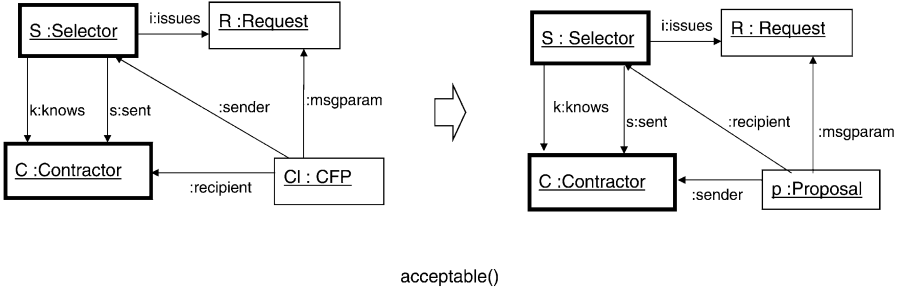 S :Selector
i:issues
R :Request
k:knows
s:sent
:sender
:msgparam
C :Contractor
:recipient
Cl : CFP
S : Selector
i:issues
R : Request
k:knows
s:sent
:recipient
:msgparam
C :Contractor
:sender
p :Proposal
acceptable()